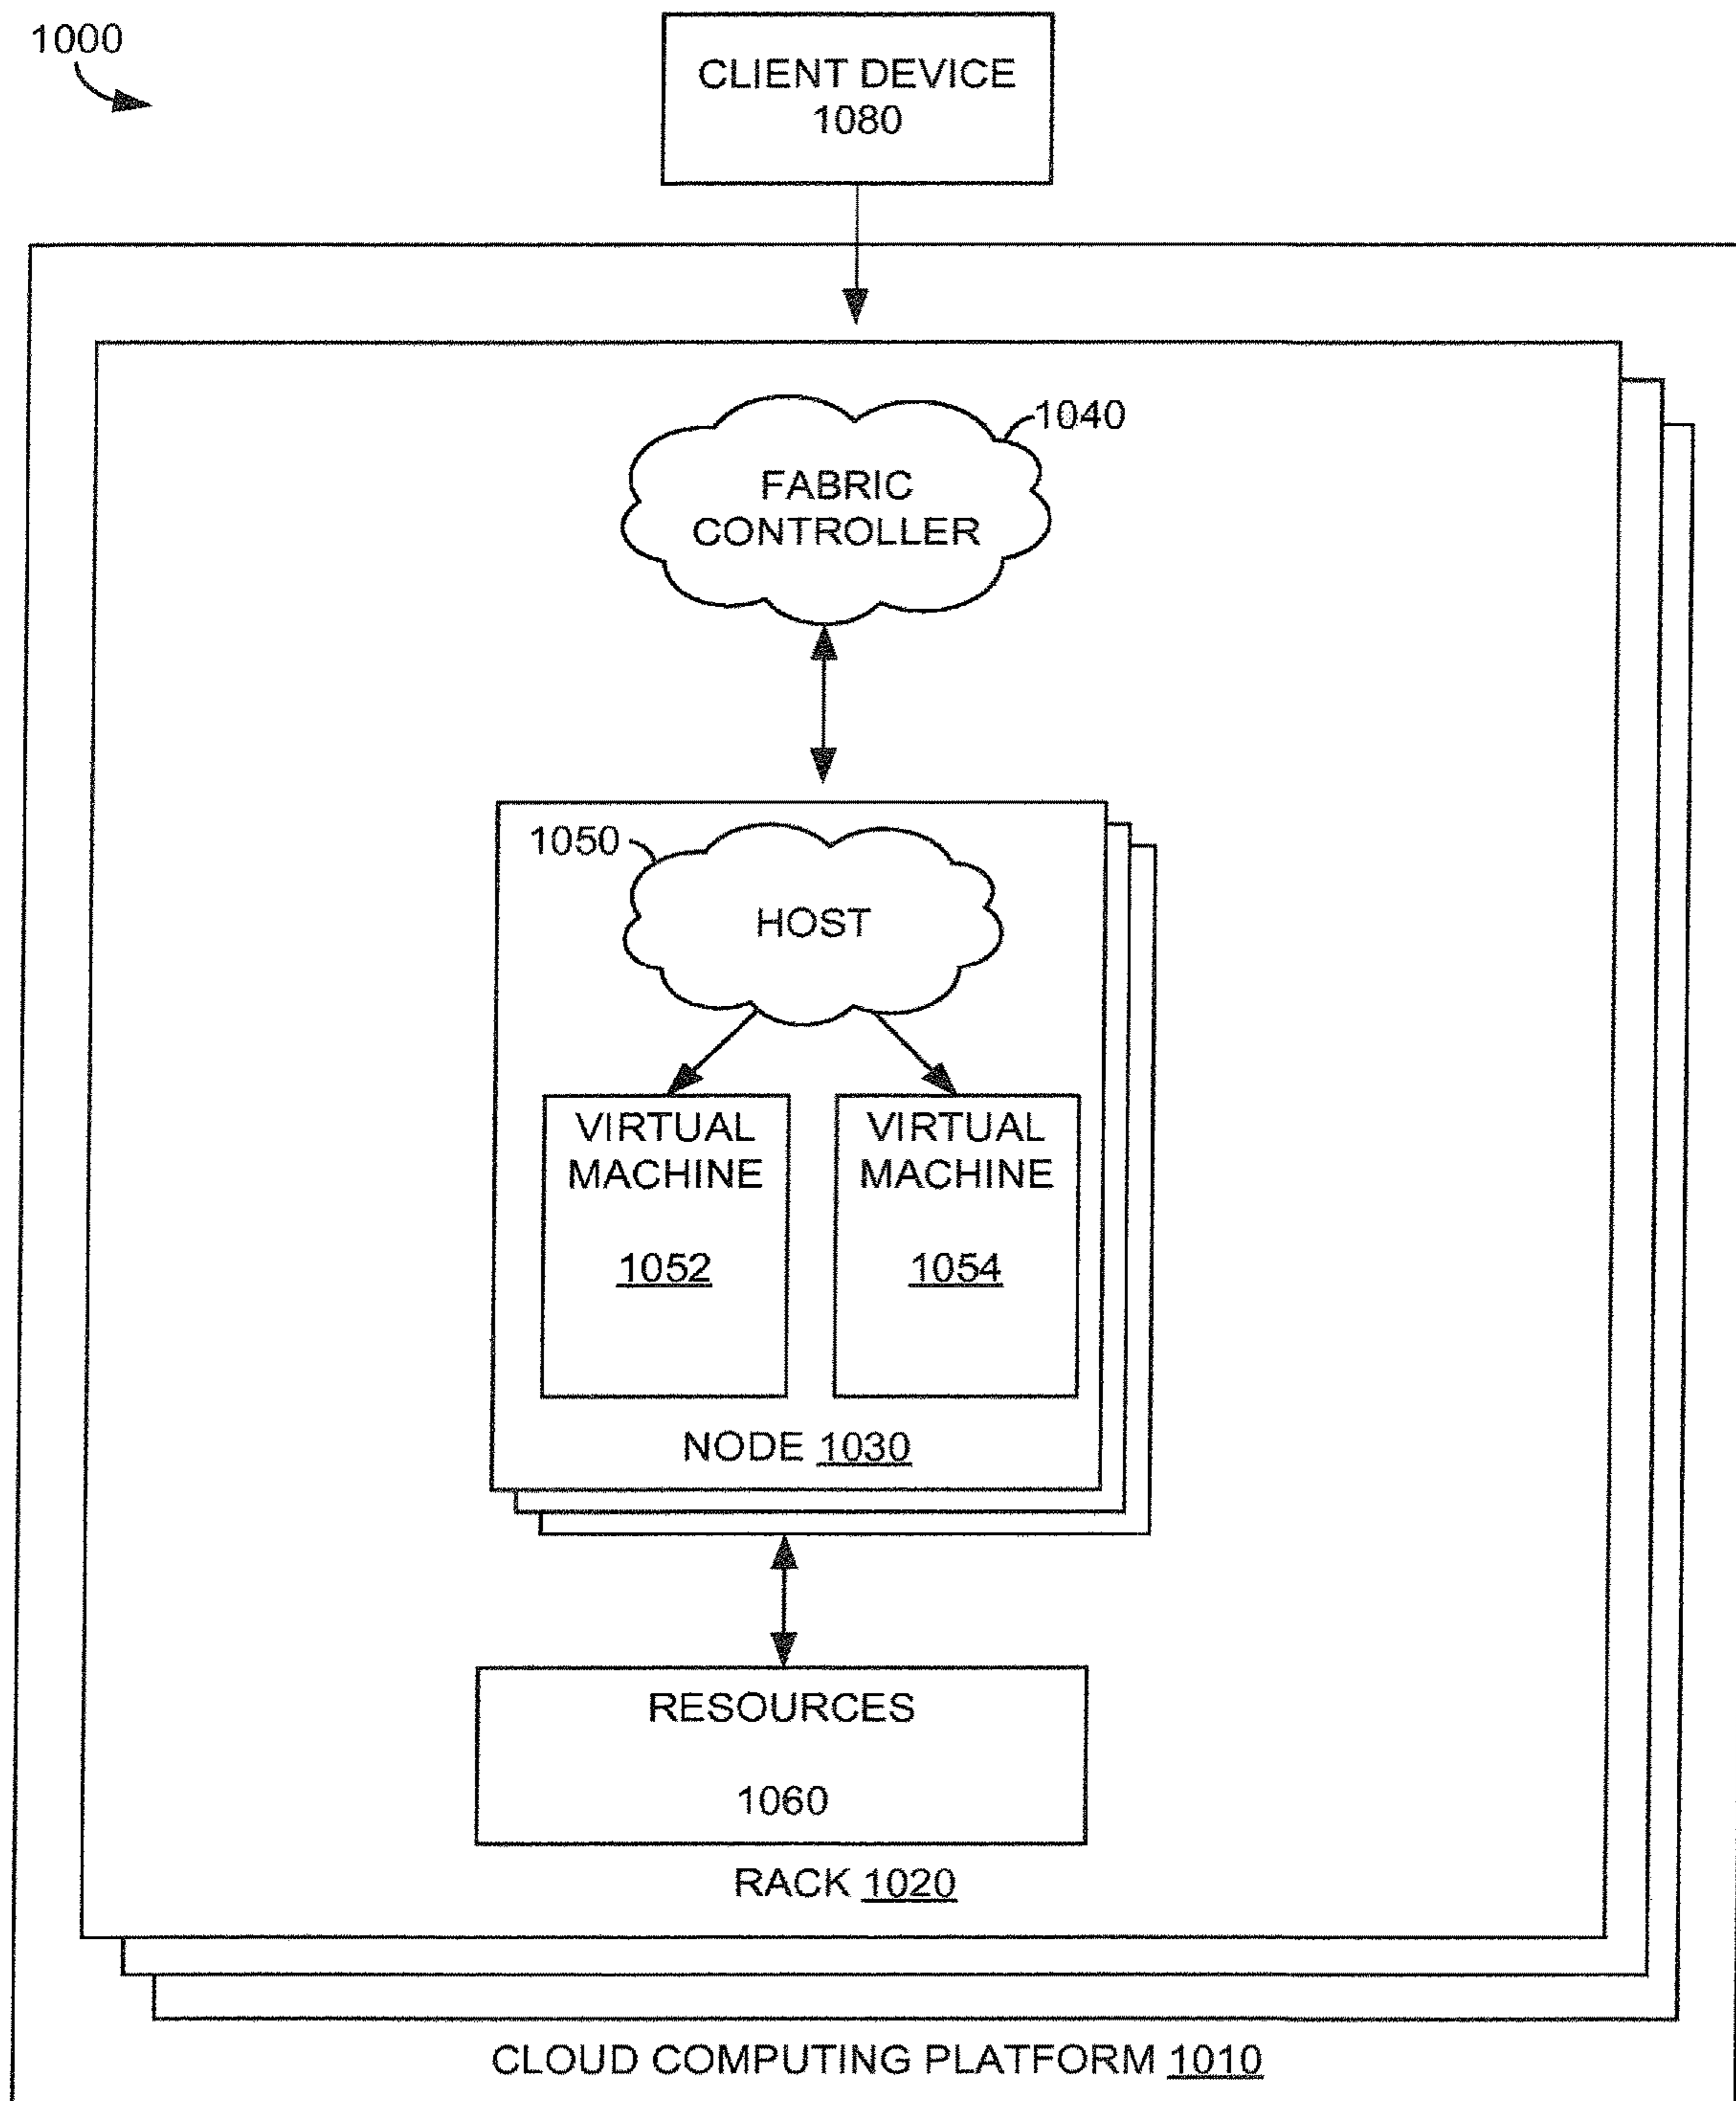 1000
CLIENT DEVICE
1080
1040
FABRIC
CONTROLLER
1050
HOST
VIRTUAL
MACHINE
1052
VIRTUAL
MACHINE
1054
NODE 1030
RESOURCES
1060
RACK 1020
CLOUD COMPUTING PLATFORM 1010